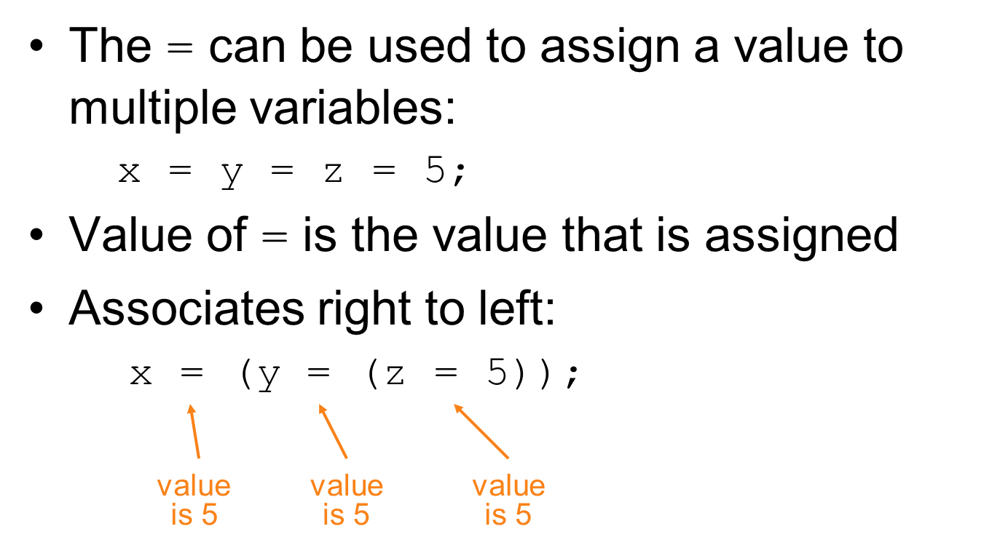 • The = can be used to assign a value to
multiple variables:
x = y = z = 5;
• Value of = is the value that is assigned
• Associates right to left:
x = (y = (z = 5));
value value value
is 5 is 5 is 5